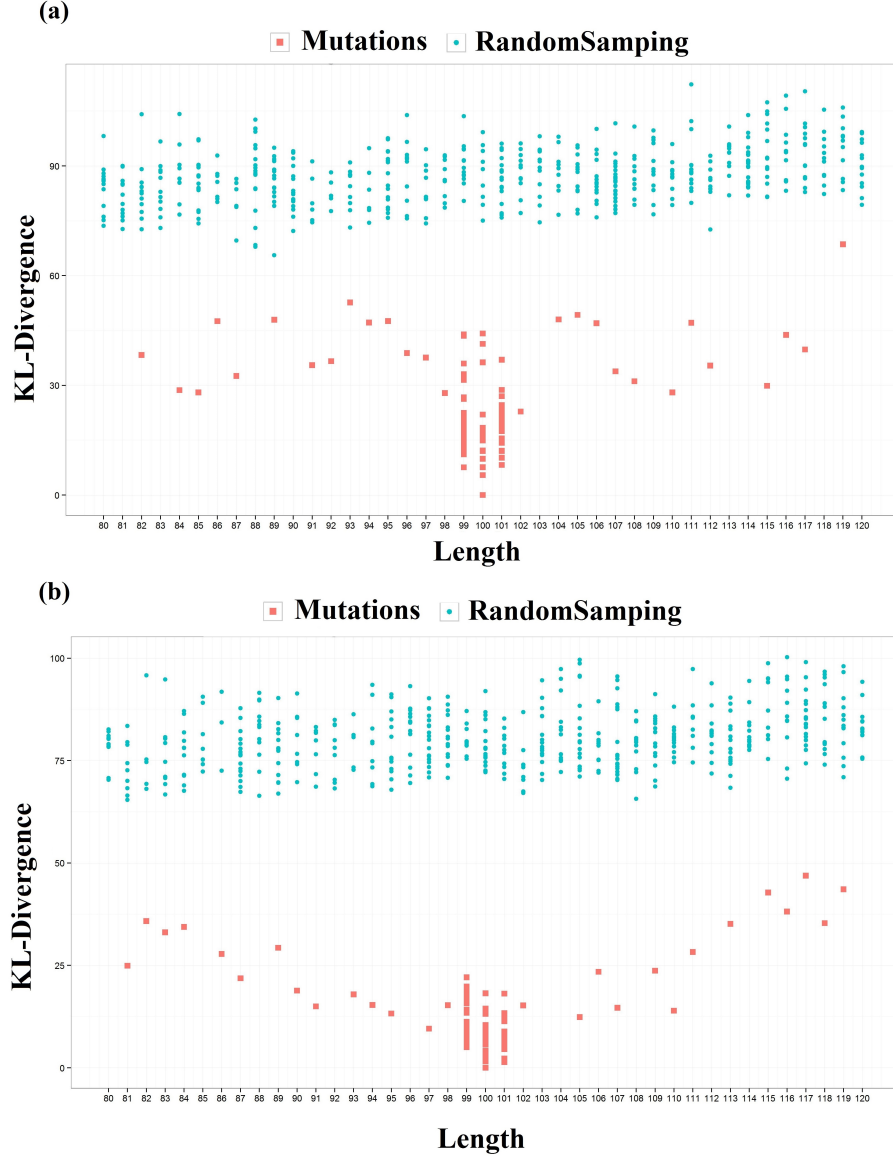 (a)
Mutations RandomSamping
KL-Divergence
90
60
30
0
80 81 82 83 84 85 86 87 88 89 90 91 92 93 94 95 96 97 98 99 100 101 102 103 104 105 106 107 108 109 110 111 112 113 114 115 116 117 118 119 120
Length
(b)
Mutations RandomSamping
KL-Divergence
100
75
50
25
0
80 81 82 83 84 85 86 87 88 89 90 91 92 93 94 95 96 97 98 99 100 101 102 103 104 105 106 107 108 109 110 111 112 113 114 115 116 117 118 119 120
Length